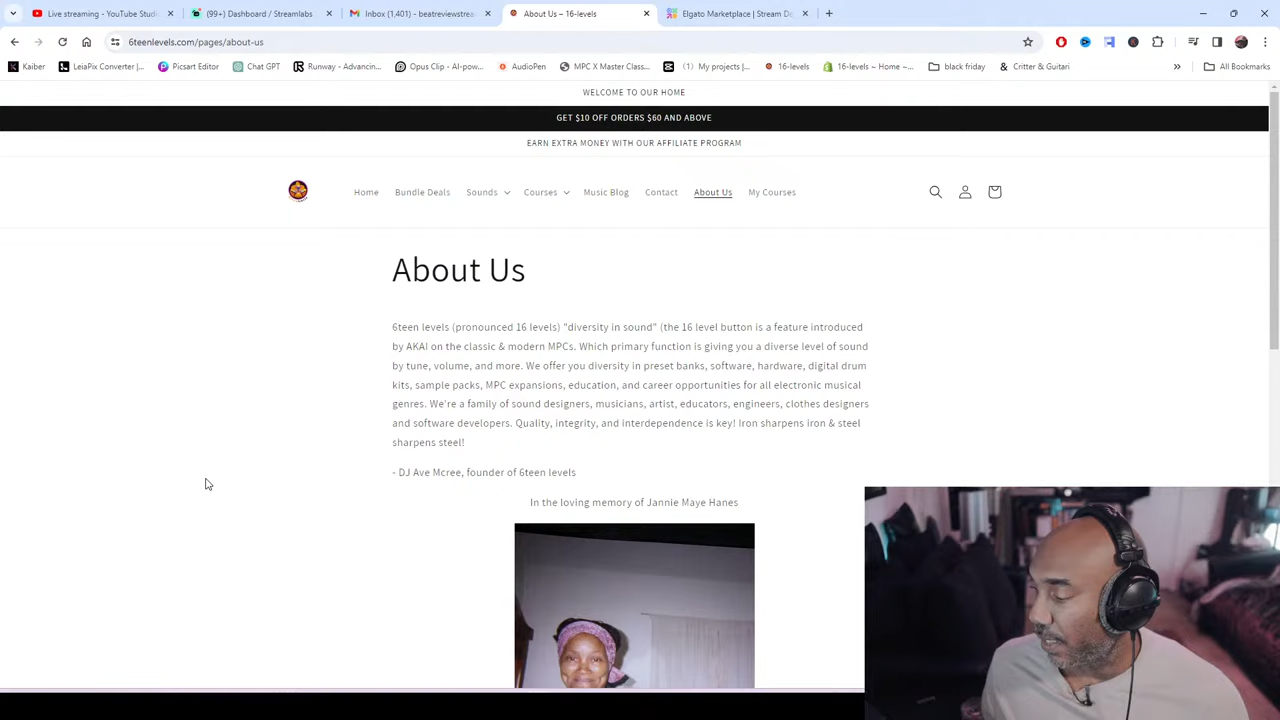 Live streaming - YouTube Studi
(99+) Dashboard / Streamlabs
Inbox (1,401) - beatreviewstrea
About Us – 16-levels
Elgato Marketplace | Stream De
6teenlevels.com/pages/about-us
Kaiber
LeiaPix Converter |...
Picsart Editor
Chat GPT
Runway - Advancin...
Opus Clip - AI-pow...
AudioPen
MPC X Master Class...
(1) My projects |...
16-levels
16-levels ~ Home ~...
black friday
Critter & Guitari
All Bookmarks
WELCOME TO OUR HOME
GET $10 OFF ORDERS $60 AND ABOVE
EARN EXTRA MONEY WITH OUR AFFILIATE PROGRAM
Home
Bundle Deals
Sounds
Courses
Music Blog
Contact
About Us
My Courses
About Us
6teen levels (pronounced 16 levels) "diversity in sound" (the 16 level button is a feature introduced
by AKAI on the classic & modern MPCs. Which primary function is giving you a diverse level of sound
by tune, volume, and more. We offer you diversity in preset banks, software, hardware, digital drum
kits, sample packs, MPC expansions, education, and career opportunities for all electronic musical
genres. We're a family of sound designers, musicians, artist, educators, engineers, clothes designers
and software developers. Quality, integrity, and interdependence is key! Iron sharpens iron & steel
sharpens steel!
- DJ Ave Mcree, founder of 6teen levels
In the loving memory of Jannie Maye Hanes